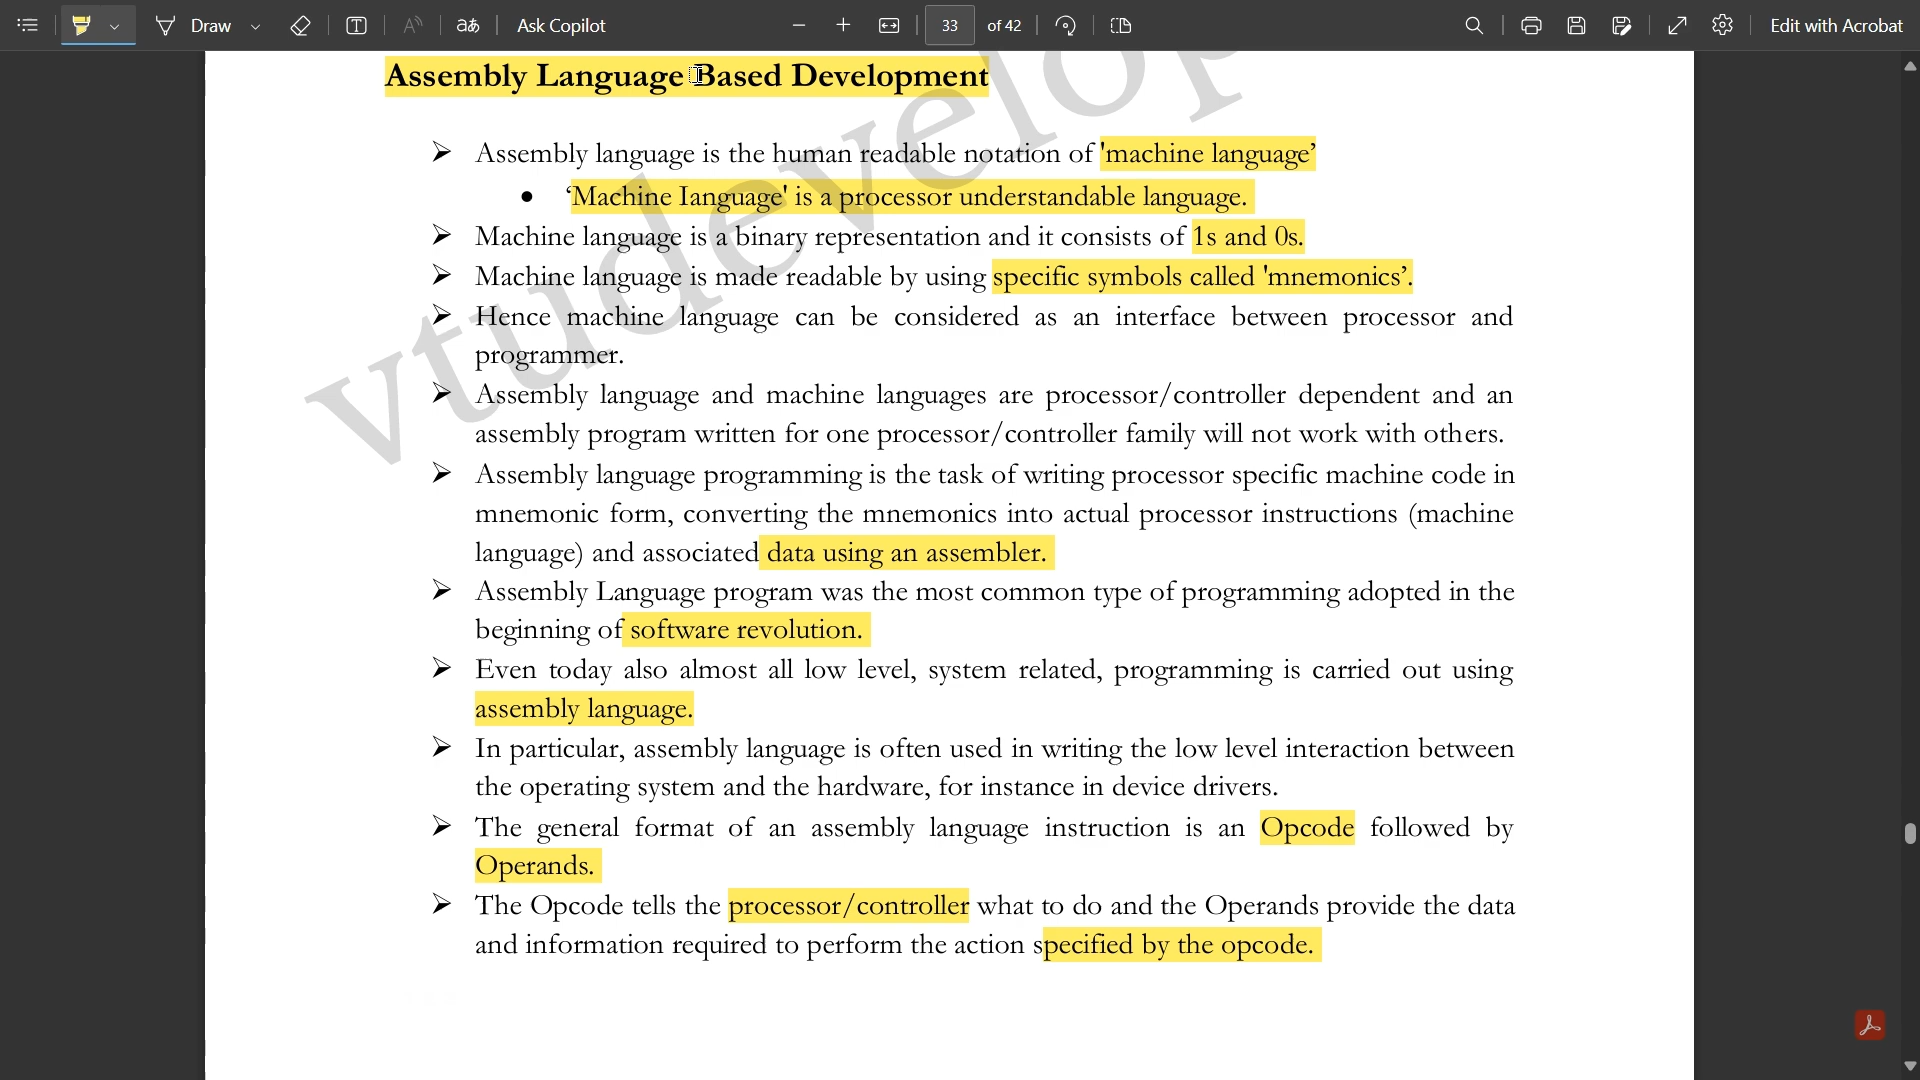 Draw
aあ
Ask Copilot
33 of 42
Edit with Acrobat
Assembly Language Based Development
➢ Assembly language is the human readable notation of 'machine language’
• ‘Machine Ianguage' is a processor understandable language.
➢ Machine language is a binary representation and it consists of 1s and 0s.
➢ Machine language is made readable by using specific symbols called 'mnemonics’.
➢ Hence machine language can be considered as an interface between processor and
programmer.
➢ Assembly language and machine languages are processor/controller dependent and an
assembly program written for one processor/controller family will not work with others.
➢ Assembly language programming is the task of writing processor specific machine code in
mnemonic form, converting the mnemonics into actual processor instructions (machine
language) and associated data using an assembler.
➢ Assembly Language program was the most common type of programming adopted in the
beginning of software revolution.
➢ Even today also almost all low level, system related, programming is carried out using
assembly language.
➢ In particular, assembly language is often used in writing the low level interaction between
the operating system and the hardware, for instance in device drivers.
➢ The general format of an assembly language instruction is an Opcode followed by
Operands.
➢ The Opcode tells the processor/controller what to do and the Operands provide the data
and information required to perform the action specified by the opcode.
vtudevelop